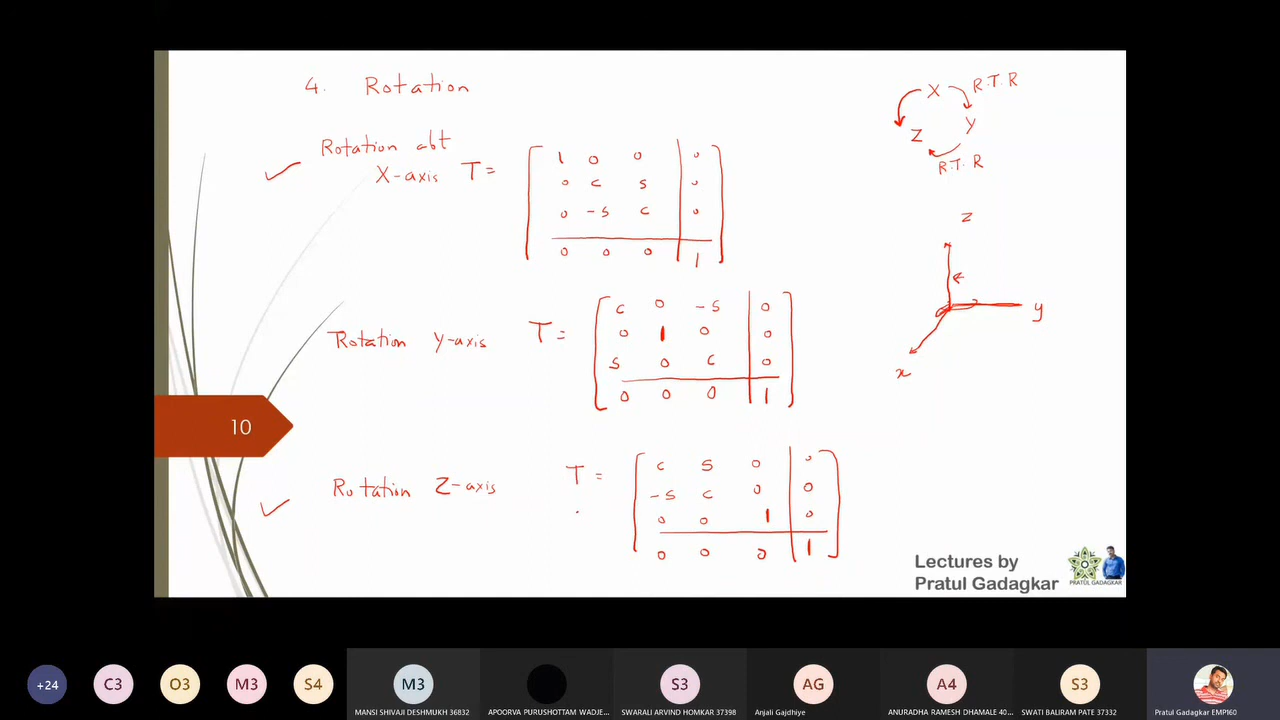 4. Rotation
Rotation abt
X-axis T =
1 0 0 0
0 c s 0
0 -s c 0
0 0 0 1
Rotation y-axis T =
c 0 -s 0
0 1 0 0
s 0 c 0
0 0 0 1
Rotation Z-axis T =
c s 0 0
-s c 0 0
0 0 1 0
0 0 0 1
X R.T.R
Z Y
R.T.R
z
y
x
10
Lectures by
Pratul Gadagkar
PRATUL GADAGKAR
+24 C3 O3 M3 S4 M3 S3 AG A4 S3
MANSI SHIVAJI DESHMUKH 36832
APOORVA PURUSHOTTAM WADJE...
SWARALI ARVIND HOMKAR 37398
Anjali Gajdhiye
ANURADHA RAMESH DHAMALE 40...
SWATI BALIRAM PATE 37332
Pratul Gadagkar EMP160